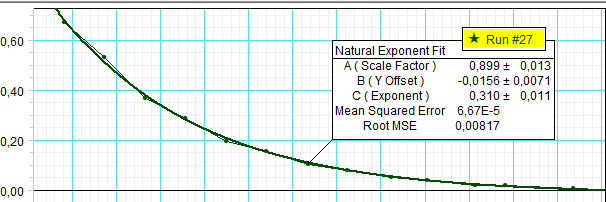 ★ Run #27
Natural Exponent Fit
A ( Scale Factor ) 0,899 ± 0,013
B ( Y Offset ) -0,0156 ± 0,0071
C ( Exponent ) 0,310 ± 0,011
Mean Squared Error 6,67E-5
Root MSE 0,00817
0,60
0,40
0,20
0,00